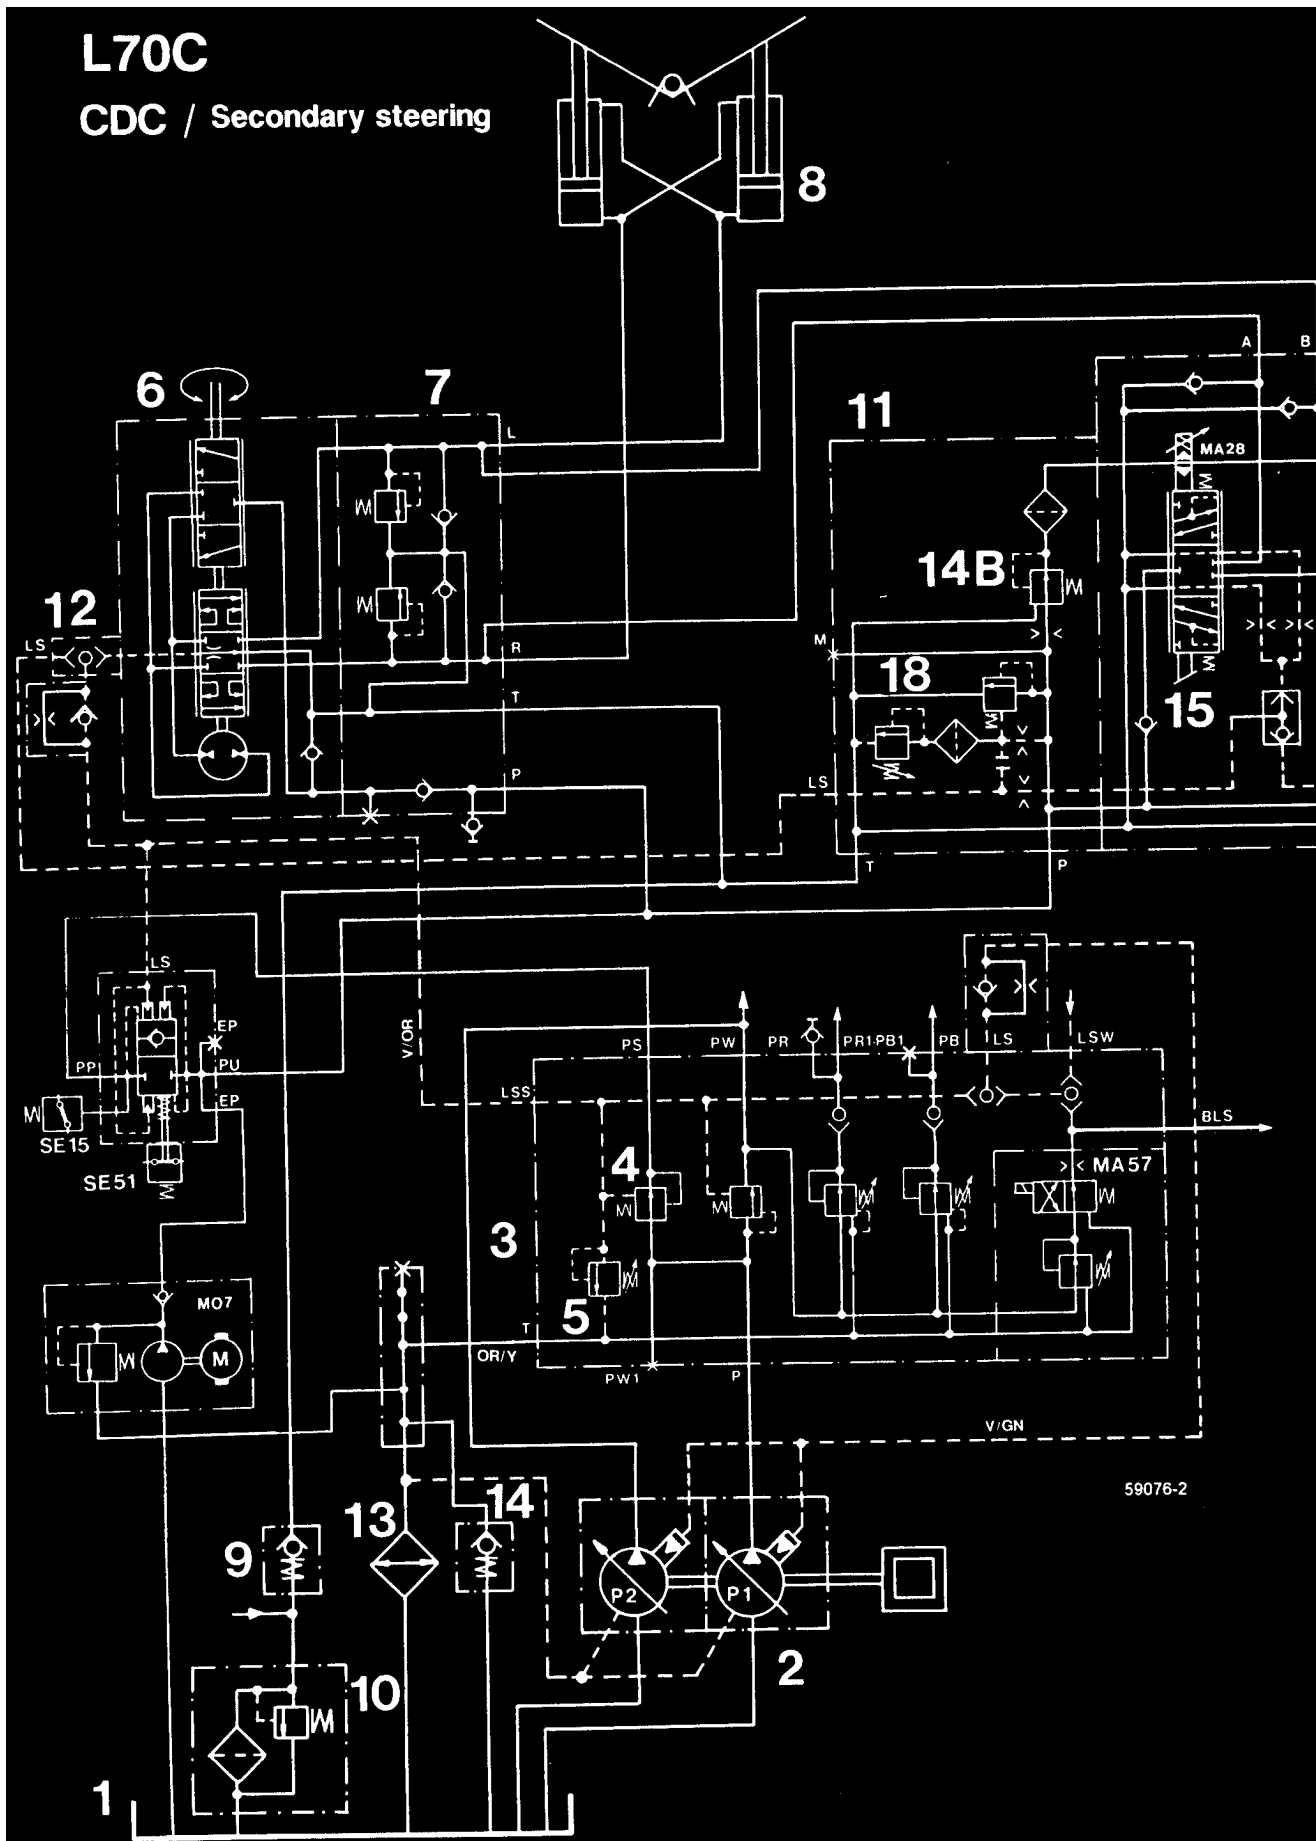 L70C
CDC / Secondary steering
8
A B
6
7
11
L
MA28
14B
12
LS
R
M
18
15
T
P
LS
T P
LS
V/OR
EP
PS PW PR PR1 PB1 PB LS LSW
PP
PU
EP
LSS
SE15
BLS
SE51
4
MA57
3
MO7
5
T
M
OR/Y
PW1 P
V/GN
59076-2
13
14
9
P2 P1
2
10
1